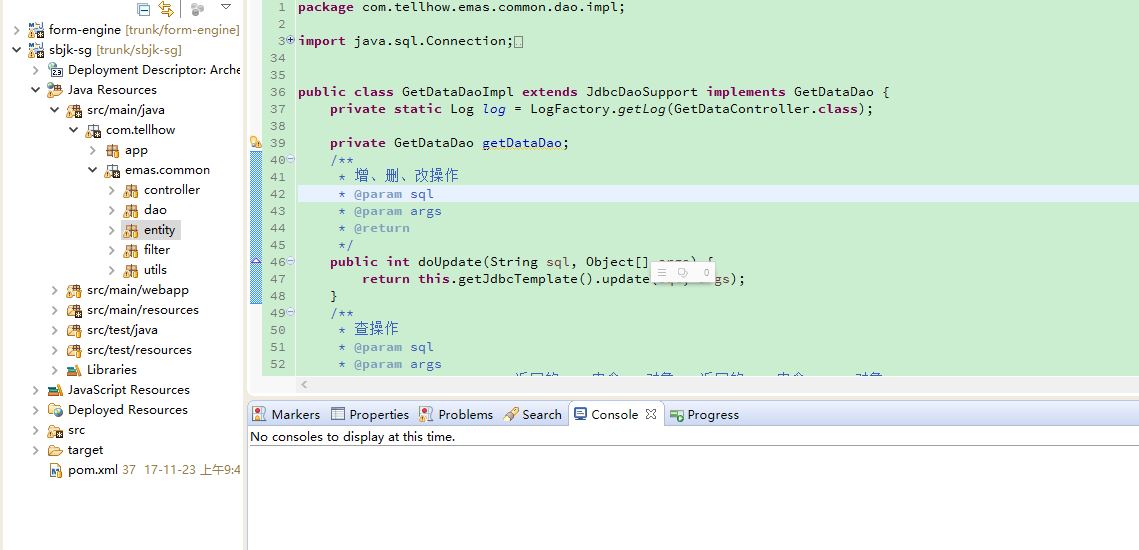 form-engine [trunk/form-engine]
sbjk-sg [trunk/sbjk-sg]
Deployment Descriptor: Arche
Java Resources
src/main/java
com.tellhow
app
emas.common
controller
dao
entity
filter
utils
src/main/webapp
src/main/resources
src/test/java
src/test/resources
Libraries
JavaScript Resources
Deployed Resources
src
target
pom.xml 37 17-11-23 上午9:4
1 package com.tellhow.emas.common.dao.impl;
2
3 import java.sql.Connection;
34
35
36 public class GetDataDaoImpl extends JdbcDaoSupport implements GetDataDao {
37 private static Log log = LogFactory.getLog(GetDataController.class);
38
39 private GetDataDao getDataDao;
40 /**
41 * 增、删、改操作
42 * @param sql
43 * @param args
44 * @return
45 */
46 public int doUpdate(String sql, Object[] args) {
47 return this.getJdbcTemplate().update( gs);
48 }
49 /**
50 * 查操作
51 * @param sql
52 * @param args
0
Markers Properties Problems Search Console Progress
No consoles to display at this time.